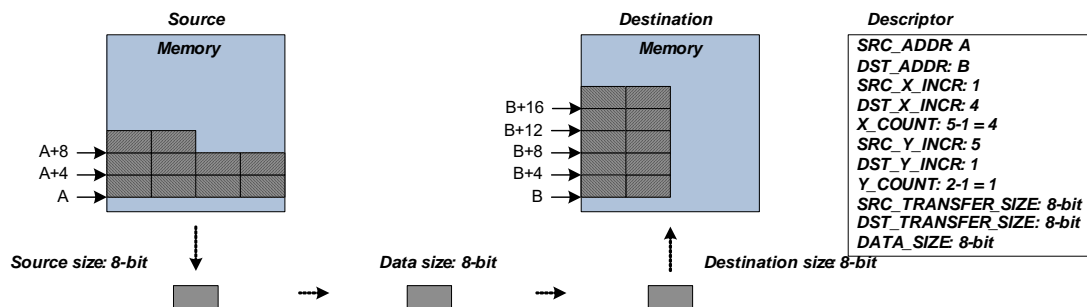 Source
Memory
A+8
A+4
A
Destination
Memory
B+16
B+12
B+8
B+4
B
Descriptor
SRC_ADDR: A
DST_ADDR: B
SRC_X_INCR: 1
DST_X_INCR: 4
X_COUNT: 5-1 = 4
SRC_Y_INCR: 5
DST_Y_INCR: 1
Y_COUNT: 2-1 = 1
SRC_TRANSFER_SIZE: 8-bit
DST_TRANSFER_SIZE: 8-bit
DATA_SIZE: 8-bit
Source size: 8-bit
Data size: 8-bit
Destination size: 8-bit